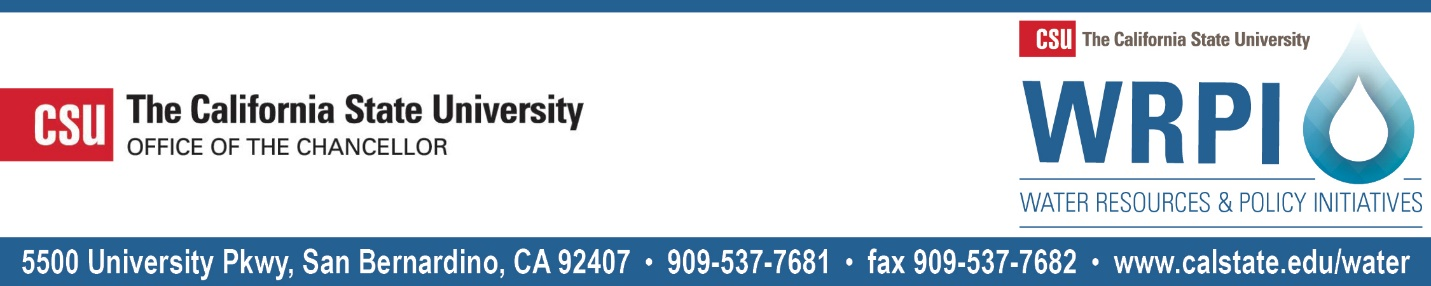 CSU The California State University
OFFICE OF THE CHANCELLOR
CSU The California State University
WRPI
WATER RESOURCES & POLICY INITIATIVES
5500 University Pkwy, San Bernardino, CA 92407 • 909-537-7681 • fax 909-537-7682 • www.calstate.edu/water